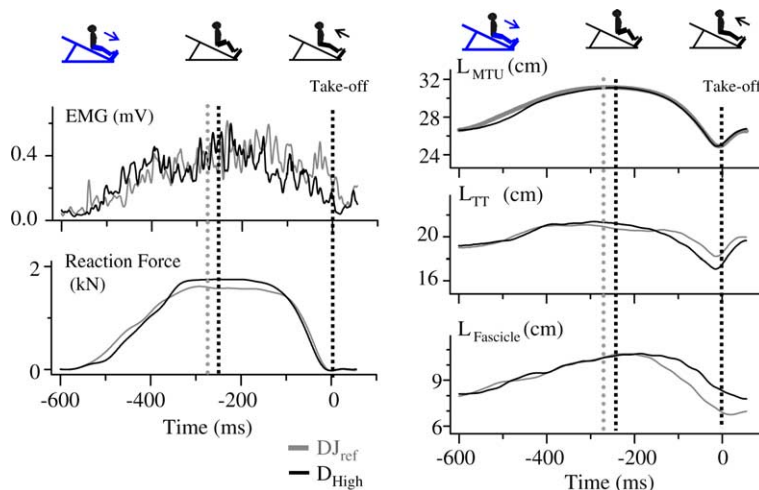 Take-off
EMG (mV)
0.4
0.0
Reaction Force
(kN)
2
0
-600 -400 -200 0
Time (ms)
DJref
DHigh
Take-off
LMTU (cm)
32
28
24
LTT (cm)
20
16
LFascicle (cm)
9
6
-600 -400 -200 0
Time (ms)